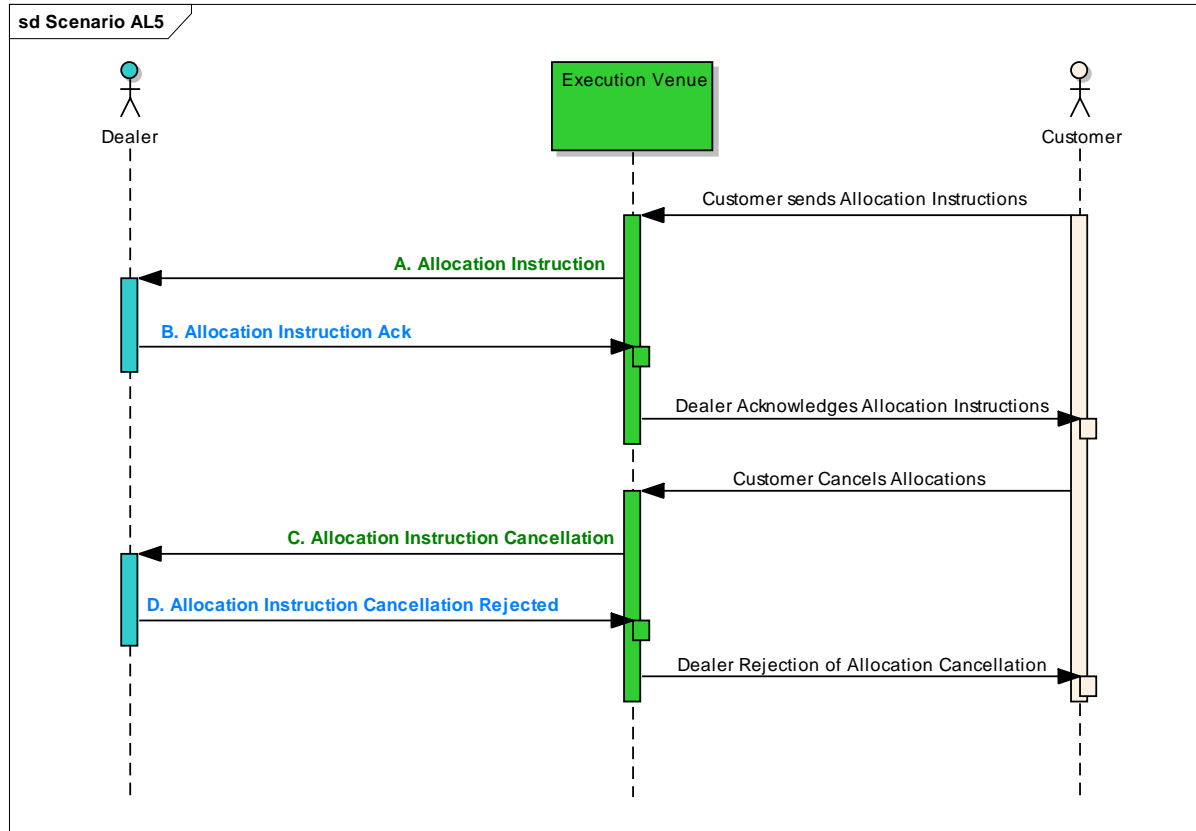 sd Scenario AL5
Dealer
Execution Venue
Customer
Customer sends Allocation Instructions
A. Allocation Instruction
B. Allocation Instruction Ack
Dealer Acknowledges Allocation Instructions
Customer Cancels Allocations
C. Allocation Instruction Cancellation
D. Allocation Instruction Cancellation Rejected
Dealer Rejection of Allocation Cancellation